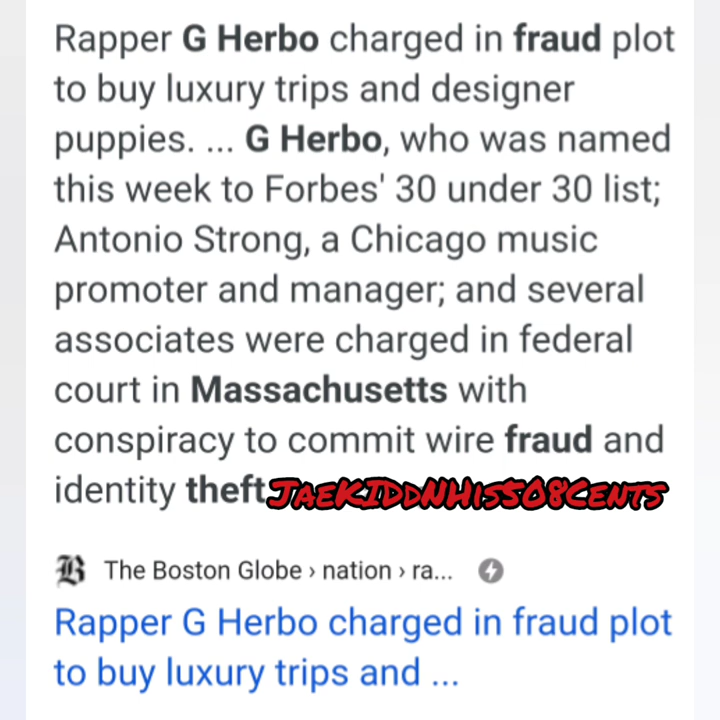 Rapper G Herbo charged in fraud plot
to buy luxury trips and designer
puppies. ... G Herbo, who was named
this week to Forbes' 30 under 30 list;
Antonio Strong, a Chicago music
promoter and manager; and several
associates were charged in federal
court in Massachusetts with
conspiracy to commit wire fraud and
identity theft JAEKIDDNHIS508CENTS
The Boston Globe › nation › ra...
Rapper G Herbo charged in fraud plot
to buy luxury trips and ...